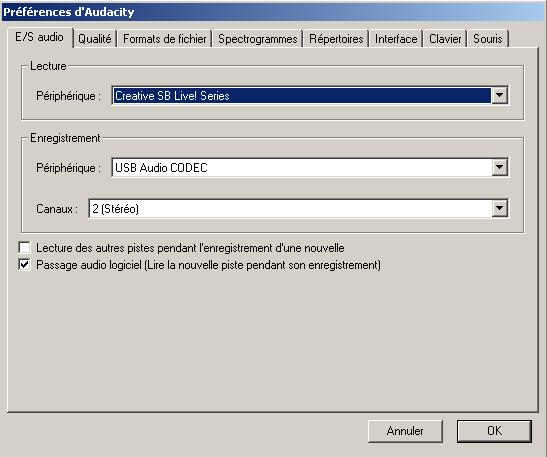 Préférences d'Audacity
E/S audio Qualité Formats de fichier Spectrogrammes Répertoires Interface Clavier Souris
Lecture
Périphérique : Creative SB Live! Series
Enregistrement
Périphérique : USB Audio CODEC
Canaux : 2 (Stéréo)
Lecture des autres pistes pendant l'enregistrement d'une nouvelle
Passage audio logiciel (Lire la nouvelle piste pendant son enregistrement)
Annuler OK